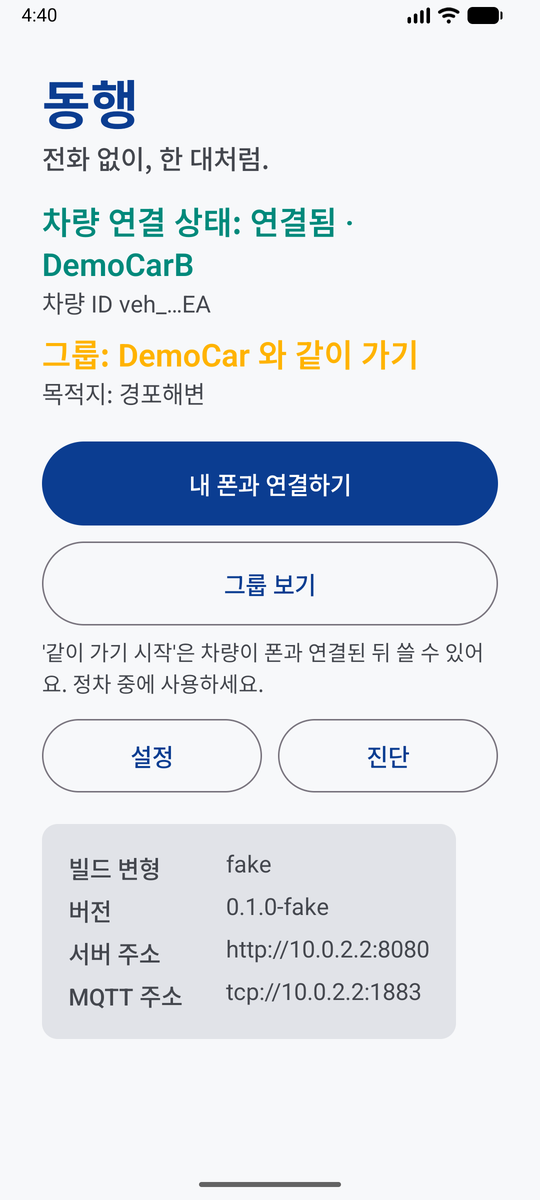 4:40
동행
전화 없이, 한 대처럼.
차량 연결 상태: 연결됨 ·
DemoCarB
차량 ID veh_…EA
그룹: DemoCar 와 같이 가기
목적지: 경포해변
내 폰과 연결하기
그룹 보기
'같이 가기 시작'은 차량이 폰과 연결된 뒤 쓸 수 있어
요. 정차 중에 사용하세요.
설정 진단
빌드 변형 fake
버전 0.1.0-fake
서버 주소 http://10.0.2.2:8080
MQTT 주소 tcp://10.0.2.2:1883